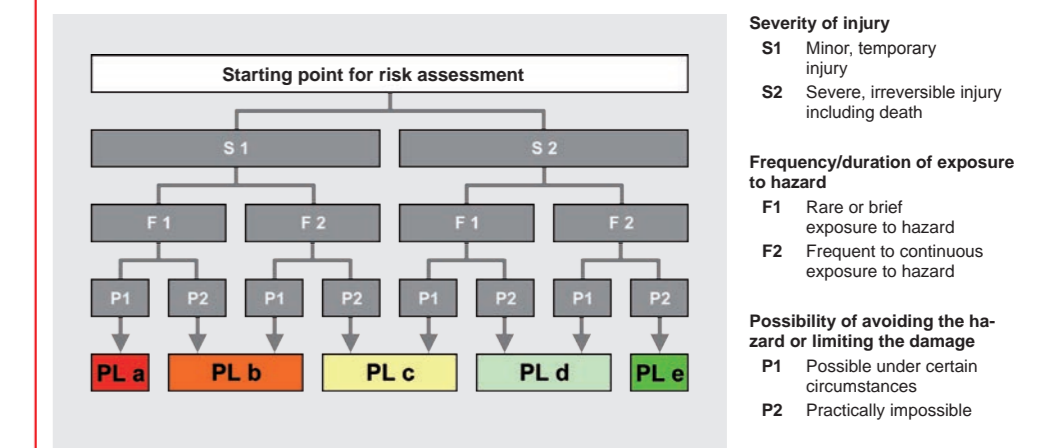 Starting point for risk assessment
S 1 S 2
F 1 F 2 F 1 F 2
P1 P2 P1 P2 P1 P2 P1 P2
PL a PL b PL c PL d PL e
Severity of injury
S1 Minor, temporary
injury
S2 Severe, irreversible injury
including death
Frequency/duration of exposure
to hazard
F1 Rare or brief
exposure to hazard
F2 Frequent to continuous
exposure to hazard
Possibility of avoiding the ha-
zard or limiting the damage
P1 Possible under certain
circumstances
P2 Practically impossible